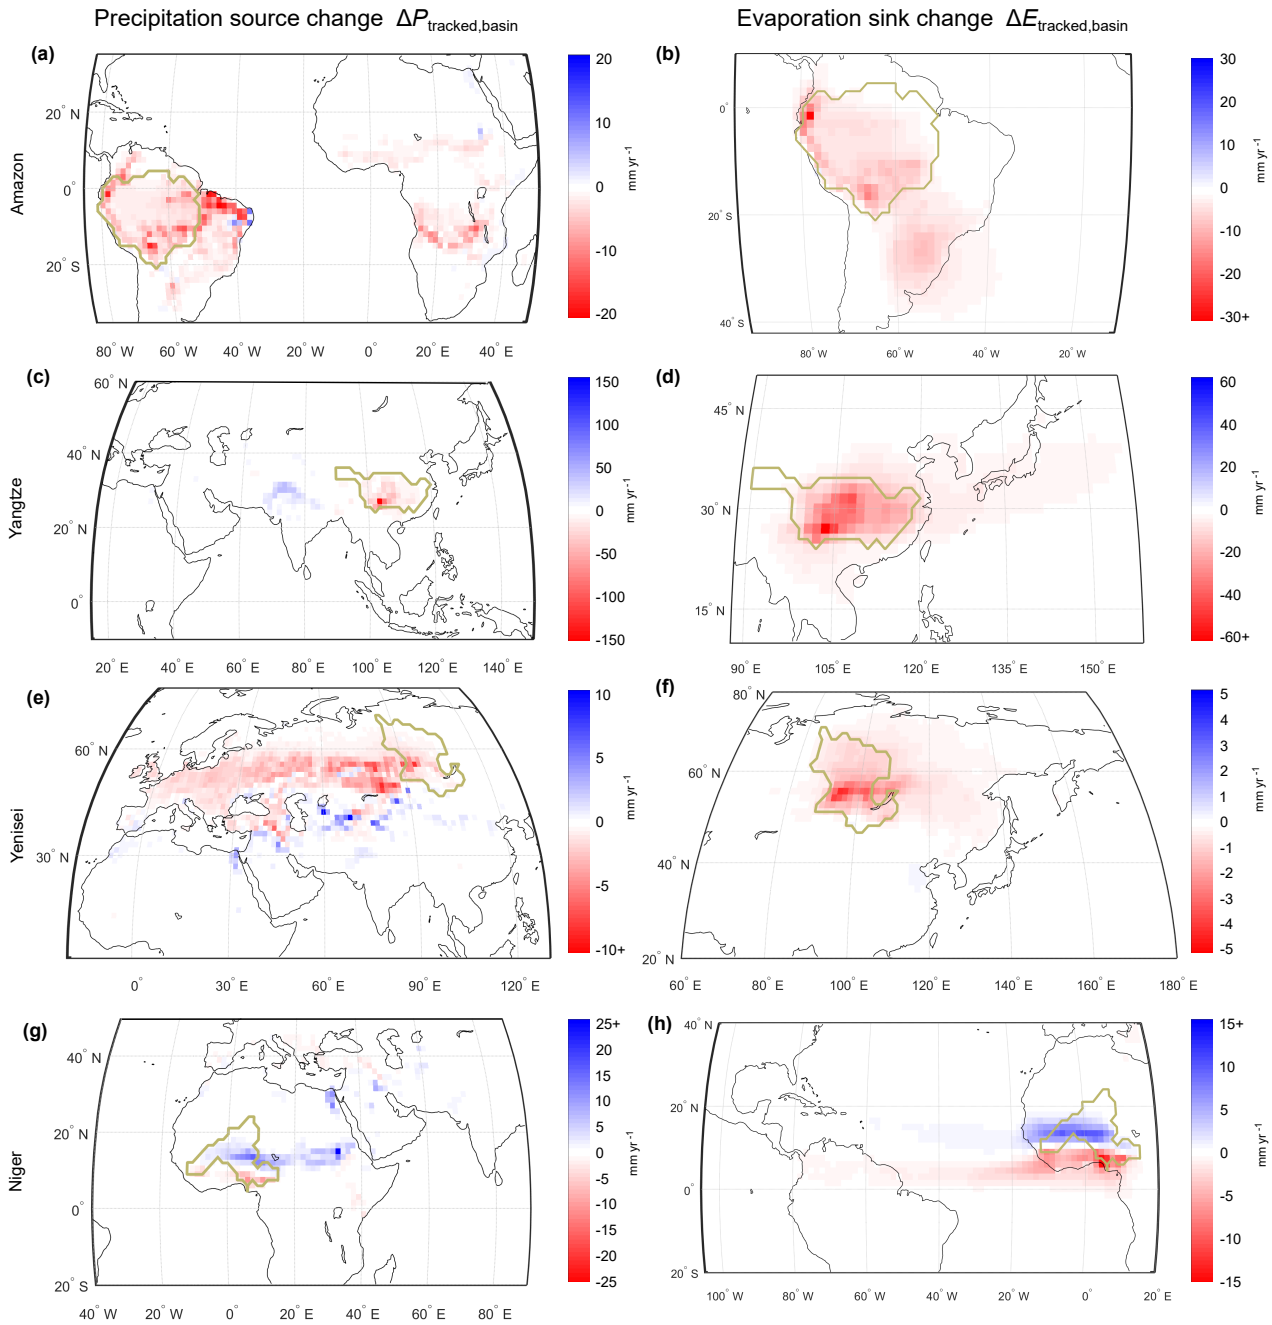 Precipitation source change ΔP tracked,basin
Evaporation sink change ΔE tracked,basin
Amazon
(a)
20° N
0°
20° S
80° W 60° W 40° W 0° 20° E 40° E
20
10
0
-10
-20
mm yr⁻¹
(b)
0°
20° S
40° S
80° W 60° W 40° W 20° W
30
20
10
0
-10
-20
-30+
mm yr⁻¹
Yangtze
(c)
60° N
40° N
20° N
0°
20° E 40° E 60° E 80° E 100° E 120° E 140° E
150
100
50
0
-50
-100
-150
mm yr⁻¹
(d)
45° N
30° N
15° N
90° E 105° E 120° E 135° E 150° E
60
40
20
0
-20
-40
-60+
mm yr⁻¹
Yenisei
(e)
60° N
30° N
0° 30° E 60° E 90° E 120° E
10
5
0
-5
-10+
mm yr⁻¹
(f)
80° N
60° N
40° N
20° N
60° E 80° E 100° E 120° E 140° E 160° E 180° E
5
4
3
2
1
0
-1
-2
-3
-4
-5
mm yr⁻¹
Niger
(g)
40° N
20° N
0°
20° S
40° W 20° W 0° 20° E 40° E 60° E 80° E
25+
20
15
10
5
0
-5
-10
-15
-20
-25
mm yr⁻¹
(h)
40° N
20° N
0°
20° S
100° W 80° W 60° W 40° W 20° W 0° 20° E
15+
10
5
0
-5
-10
-15
mm yr⁻¹